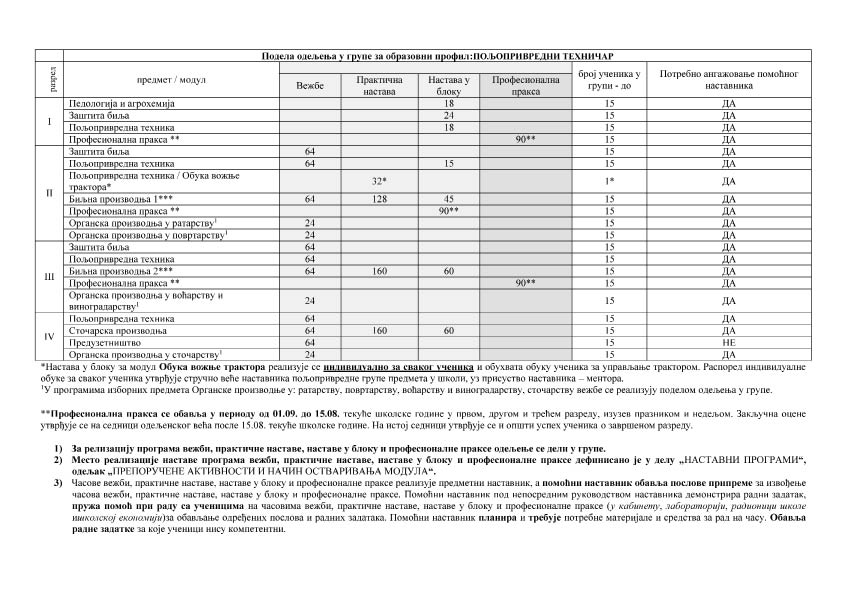 Подела одељења у групе за образовни профил:ПОЉОПРИВРЕДНИ ТЕХНИЧАР
разред предмет / модул Вежбе Практична настава Настава у блоку Професионална пракса број ученика у групи - до Потребно ангажовање помоћног наставника
I
Педологија и агрохемија 18 15 ДА
Заштита биља 24 15 ДА
Пољопривредна техника 18 15 ДА
Професионална пракса ** 90** 15 ДА
II
Заштита биља 64 15 ДА
Пољопривредна техника 64 15 15 ДА
Пољопривредна техника / Обука вожње
трактора* 32* 1* ДА
Биљна производња 1*** 64 128 45 15 ДА
Професионална пракса ** 90** 15 ДА
Органска производња у ратарству¹ 24 15 ДА
Органска производња у повртарству¹ 24 15 ДА
III
Заштита биља 64 15 ДА
Пољопривредна техника 64 15 ДА
Биљна производња 2*** 64 160 60 15 ДА
Професионална пракса ** 90** 15 ДА
Органска производња у воћарству и
виноградарству¹ 24 15 ДА
IV
Пољопривредна техника 64 15 ДА
Сточарска производња 64 160 60 15 ДА
Предузетништво 64 15 НЕ
Органска производња у сточарству¹ 24 15 ДА
*Настава у блоку за модул Обука вожње трактора реализује се индивидуално за сваког ученика и обухвата обуку ученика за управљање трактором. Распоред индивидуалне
обуке за сваког ученика утврђује стручно веће наставника пољопривредне групе предмета у школи, уз присуство наставника – ментора.
¹У програмима изборних предмета Органске производње у: ратарству, повртарству, воћарству и виноградарству, сточарству вежбе се реализују поделом одељења у групе.
**Професионална пракса се обавља у периоду од 01.09. до 15.08. текуће школске године у првом, другом и трећем разреду, изузев празником и недељом. Закључна оцене
утврђује се на седници одељенског већа после 15.08. текуће школске године. На истој седници утврђује се и општи успех ученика о завршеном разреду.
1) За релизацију програма вежби, практичне наставе, наставе у блоку и професионалне праксе одељење се дели у групе.
2) Место реализације наставе програма вежби, практичне наставе, наставе у блоку и професионалне праксе дефинисано је у делу „НАСТАВНИ ПРОГРАМИ“,
одељак „ПРЕПОРУЧЕНЕ АКТИВНОСТИ И НАЧИН ОСТВАРИВАЊА МОДУЛА“.
3) Часове вежби, практичне наставе, наставе у блоку и професионалне праксе реализује предметни наставник, а помоћни наставник обавља послове припреме за извођење
часова вежби, практичне наставе, наставе у блоку и професионалне праксе. Помоћни наставник под непосредним руководством наставника демонстрира радни задатак,
пружа помоћ при раду са ученицима на часовима вежби, практичне наставе, наставе у блоку и професионалне праксе (у кабинету, лабораторији, радионици школе
ишколској економији)за обављање одређених послова и радних задатака. Помоћни наставник планира и требује потребне материјале и средства за рад на часу. Обавља
радне задатке за које ученици нису компетентни.